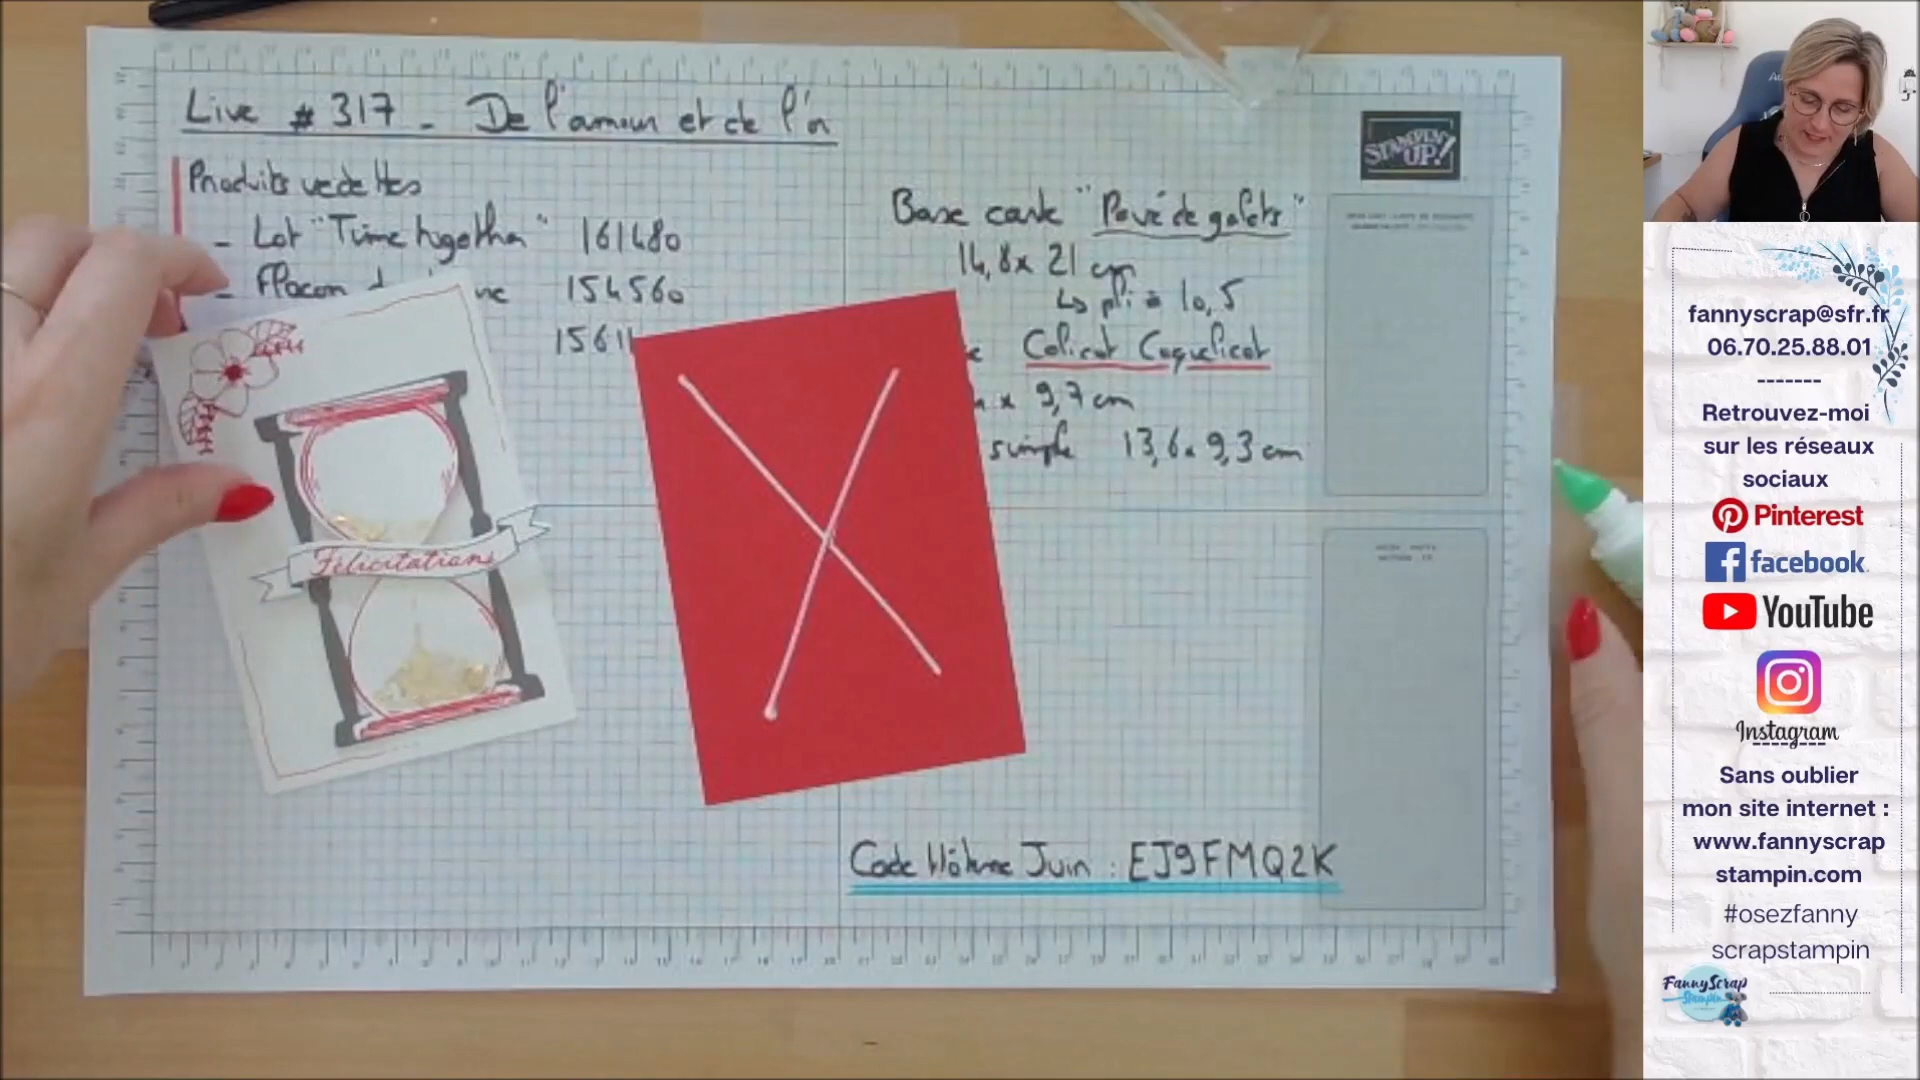 Live # 317 - De l'amour et de l'or
Produits vedettes
- Lot "Time together" 161480
- Flacon 154560
1561
Base carte "Pavé de galets"
14,8 x 21 cm
↳ pli à 10,5
Calicot Coquelicot
x 9,7 cm
simple 13,6 x 9,3 cm
Félicitations
STAMPIN' UP!
Code Hôtesse Juin : EJ9FMQ2K
fannyscrap@sfr.fr
06.70.25.88.01
-------
Retrouvez-moi
sur les réseaux
sociaux
Pinterest
facebook
YouTube
Instagram
-------
Sans oublier
mon site internet :
www.fannyscrap
stampin.com
#osezfanny
scrapstampin
FannyScrap
Stampin